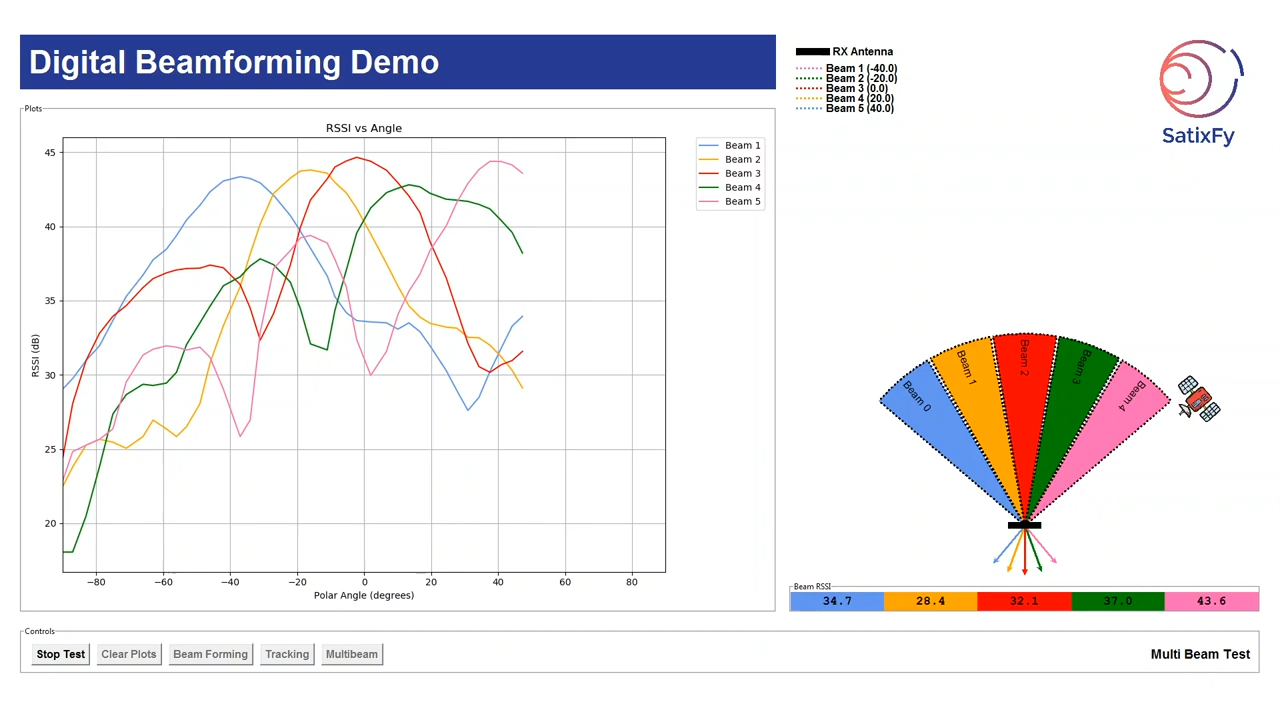 Digital Beamforming Demo
RX Antenna
Beam 1 (-40.0)
Beam 2 (-20.0)
Beam 3 (0.0)
Beam 4 (20.0)
Beam 5 (40.0)
SatixFy
Plots
RSSI vs Angle
45
40
35
30
25
20
RSSI (dB)
−80
−60
−40
−20
0
20
40
60
80
Polar Angle (degrees)
Beam 1
Beam 2
Beam 3
Beam 4
Beam 5
Beam 0
Beam 1
Beam 2
Beam 3
Beam 4
Beam RSSI
34.7 28.4 32.1 37.0 43.6
Controls
Stop Test Clear Plots Beam Forming Tracking Multibeam
Multi Beam Test